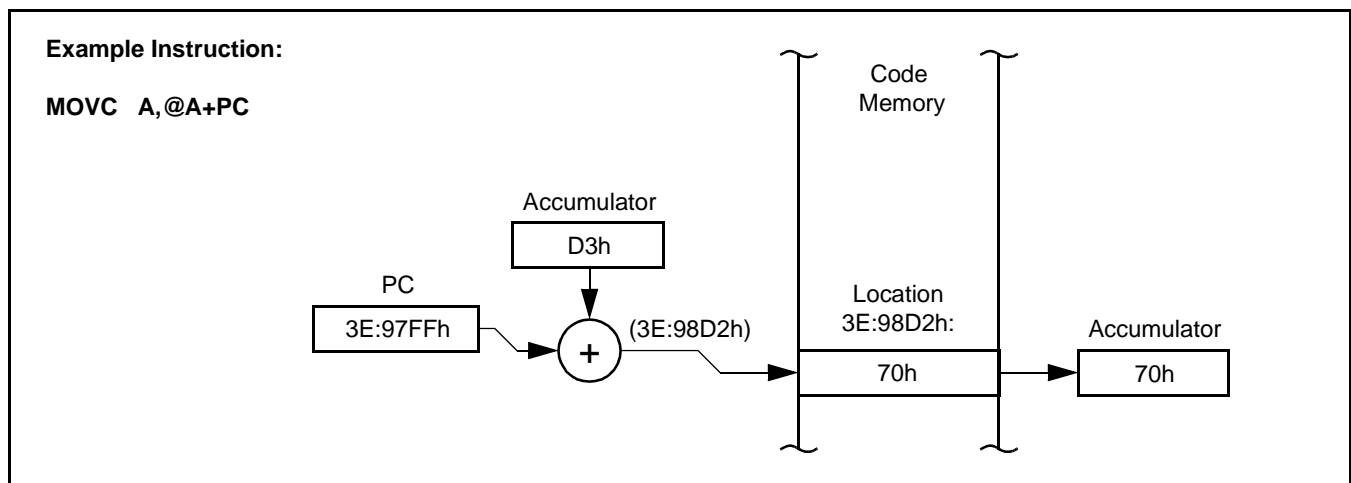 Example Instruction:
MOVC A,@A+PC
Code
Memory
Accumulator
D3h
PC
3E:97FFh
+
(3E:98D2h)
Location
3E:98D2h:
70h
Accumulator
70h